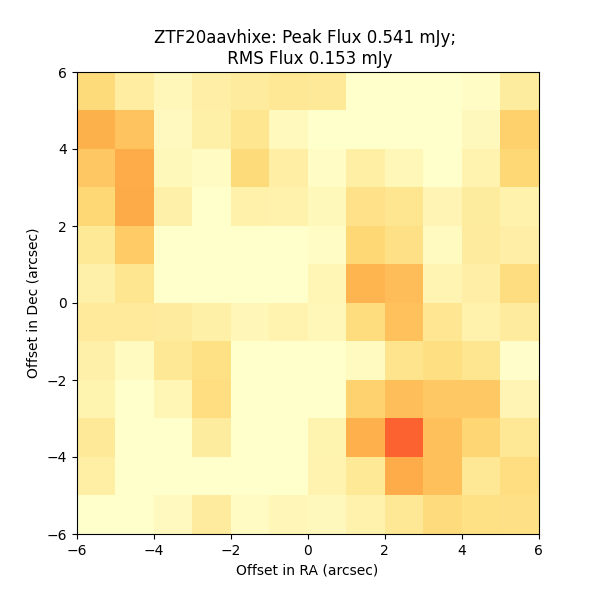 ZTF20aavhixe: Peak Flux 0.541 mJy;
RMS Flux 0.153 mJy
6
4
2
0
−2
−4
−6
Offset in Dec (arcsec)
−6 −4 −2 0 2 4 6
Offset in RA (arcsec)